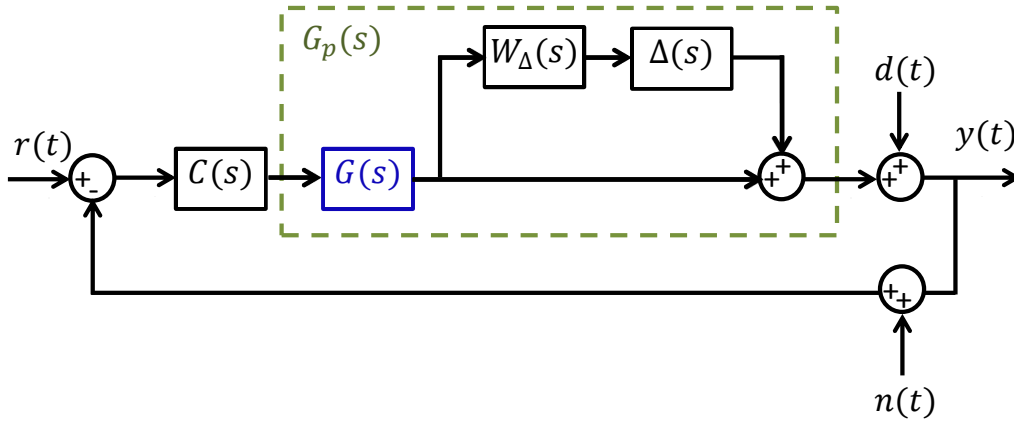 G_p(s)
W_Δ(s)
Δ(s)
d(t)
r(t)
y(t)
+
-
C(s)
G(s)
+
+
+
+
+
+
n(t)